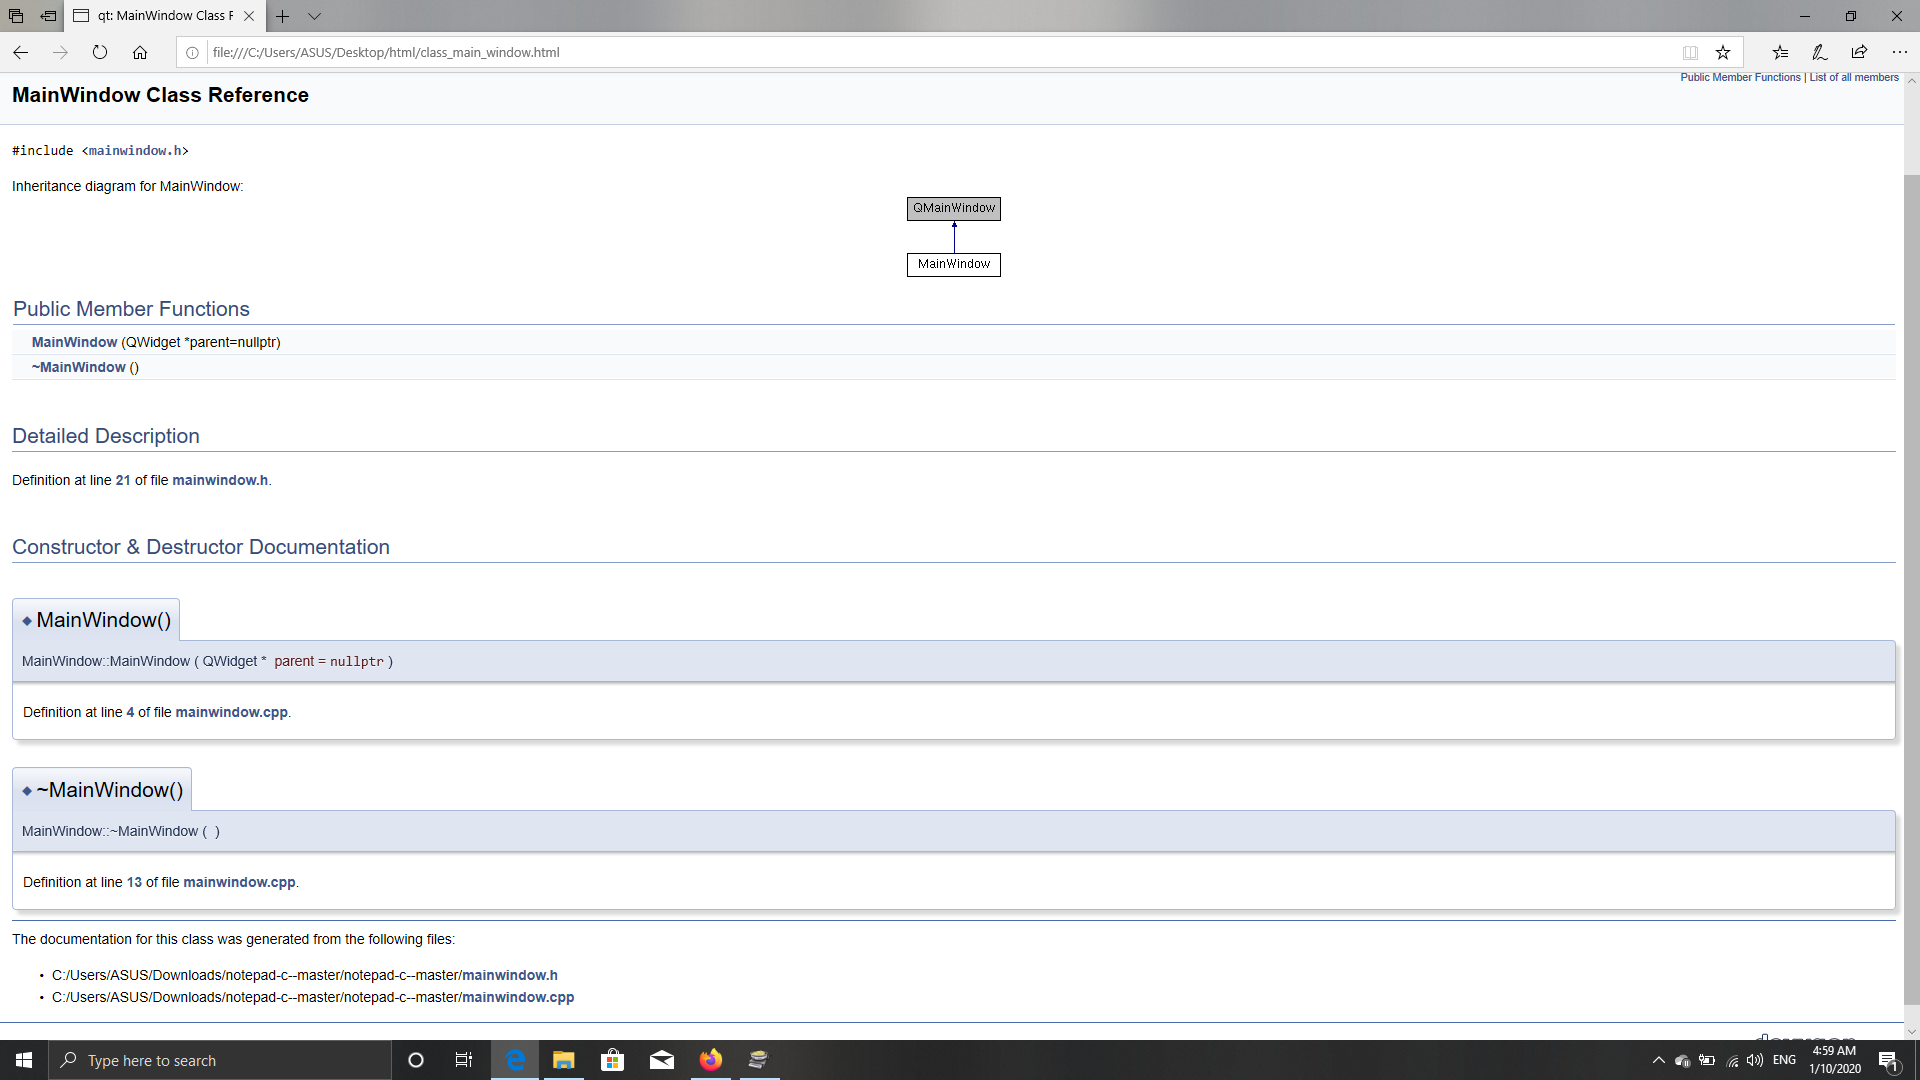 qt: MainWindow Class F
file:///C:/Users/ASUS/Desktop/html/class_main_window.html
Public Member Functions | List of all members
MainWindow Class Reference
#include <mainwindow.h>
Inheritance diagram for MainWindow:
QMainWindow
MainWindow
Public Member Functions
MainWindow (QWidget *parent=nullptr)
~MainWindow ()
Detailed Description
Definition at line 21 of file mainwindow.h.
Constructor & Destructor Documentation
◆ MainWindow()
MainWindow::MainWindow ( QWidget * parent = nullptr )
Definition at line 4 of file mainwindow.cpp.
◆ ~MainWindow()
MainWindow::~MainWindow ( )
Definition at line 13 of file mainwindow.cpp.
The documentation for this class was generated from the following files:
• C:/Users/ASUS/Downloads/notepad-c--master/notepad-c--master/mainwindow.h
• C:/Users/ASUS/Downloads/notepad-c--master/notepad-c--master/mainwindow.cpp
Type here to search
ENG
4:59 AM
1/10/2020
1